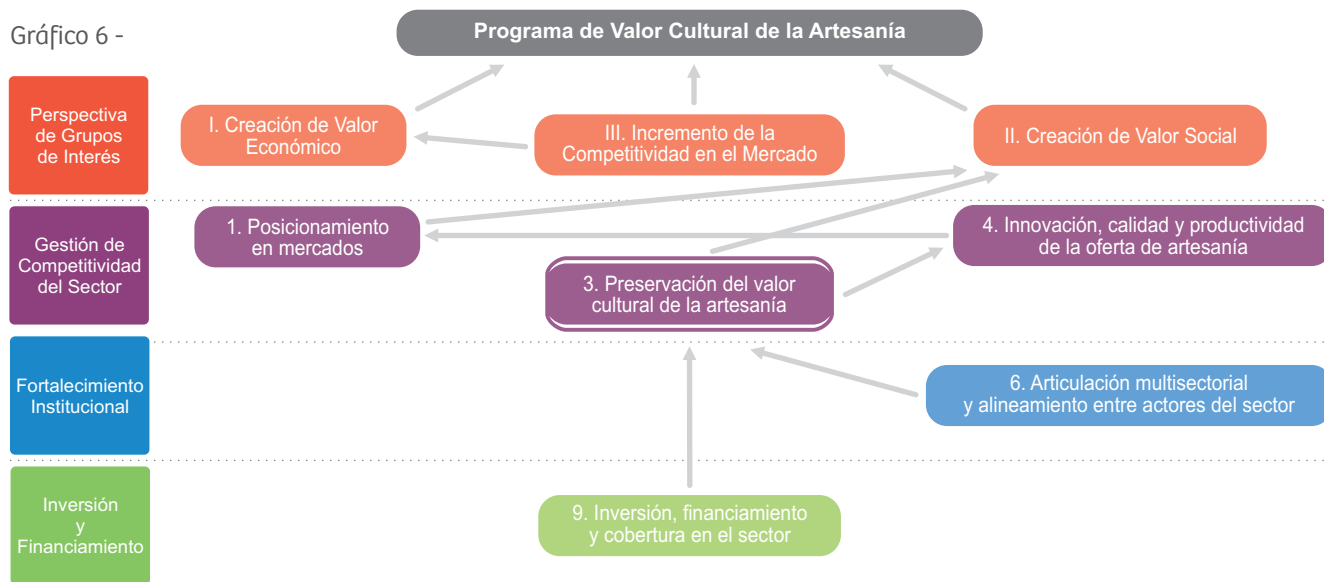 Gráfico 6 -
Programa de Valor Cultural de la Artesanía
Perspectiva
de Grupos
de Interés
I. Creación de Valor
Económico
III. Incremento de la
Competitividad en el Mercado
II. Creación de Valor Social
Gestión de
Competitividad
del Sector
1. Posicionamiento
en mercados
4. Innovación, calidad y productividad
de la oferta de artesanía
3. Preservación del valor
cultural de la artesanía
Fortalecimiento
Institucional
6. Articulación multisectorial
y alineamiento entre actores del sector
Inversión
y
Financiamiento
9. Inversión, financiamiento
y cobertura en el sector